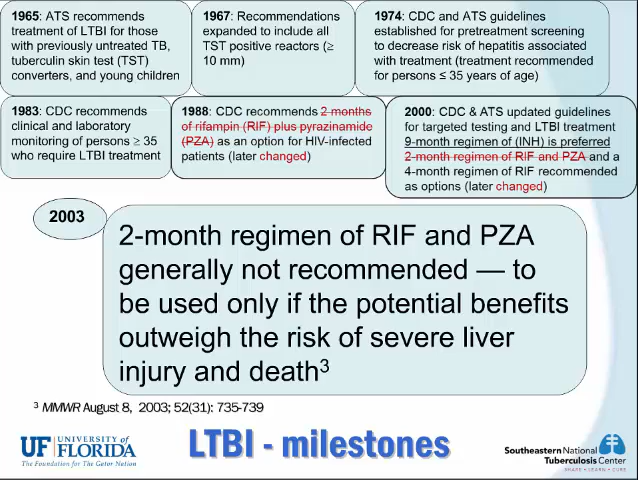 1965: ATS recommends
treatment of LTBI for those
with previously untreated TB,
tuberculin skin test (TST)
converters, and young children
1967: Recommendations
expanded to include all
TST positive reactors (≥
10 mm)
1974: CDC and ATS guidelines
established for pretreatment screening
to decrease risk of hepatitis associated
with treatment (treatment recommended
for persons ≤ 35 years of age)
1983: CDC recommends
clinical and laboratory
monitoring of persons ≥ 35
who require LTBI treatment
1988: CDC recommends 2 months
of rifampin (RIF) plus pyrazinamide
(PZA) as an option for HIV-infected
patients (later changed)
2000: CDC & ATS updated guidelines
for targeted testing and LTBI treatment
9-month regimen of (INH) is preferred
2-month regimen of RIF and PZA and a
4-month regimen of RIF recommended
as options (later changed)
2003
2-month regimen of RIF and PZA
generally not recommended — to
be used only if the potential benefits
outweigh the risk of severe liver
injury and death3
3 MMWR August 8, 2003; 52(31): 735-739
UF UNIVERSITY of
FLORIDA
The Foundation for The Gator Nation
LTBI - milestones
Southeastern National
Tuberculosis Center
SHARE • LEARN • CURE